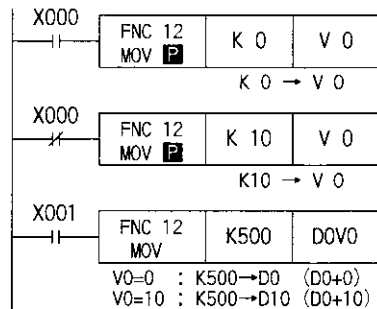 X000
FNC 12
MOV P
K 0
V 0
K 0 → V 0
X000
FNC 12
MOV P
K 10
V 0
K10 → V 0
X001
FNC 12
MOV
K500
D0V0
V0=0 : K500→D0 (D0+0)
V0=10 : K500→D10 (D0+10)